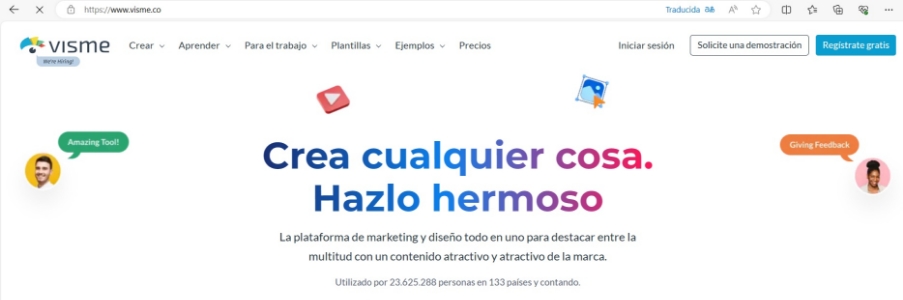 https://www.visme.co
Traducida
visme
We're Hiring!
Crear
Aprender
Para el trabajo
Plantillas
Ejemplos
Precios
Iniciar sesión
Solicite una demostración
Regístrate gratis
Amazing Tool!
Giving Feedback
Crea cualquier cosa.
Hazlo hermoso
La plataforma de marketing y diseño todo en uno para destacar entre la
multitud con un contenido atractivo y atractivo de la marca.
Utilizado por 23.625.288 personas en 133 países y contando.